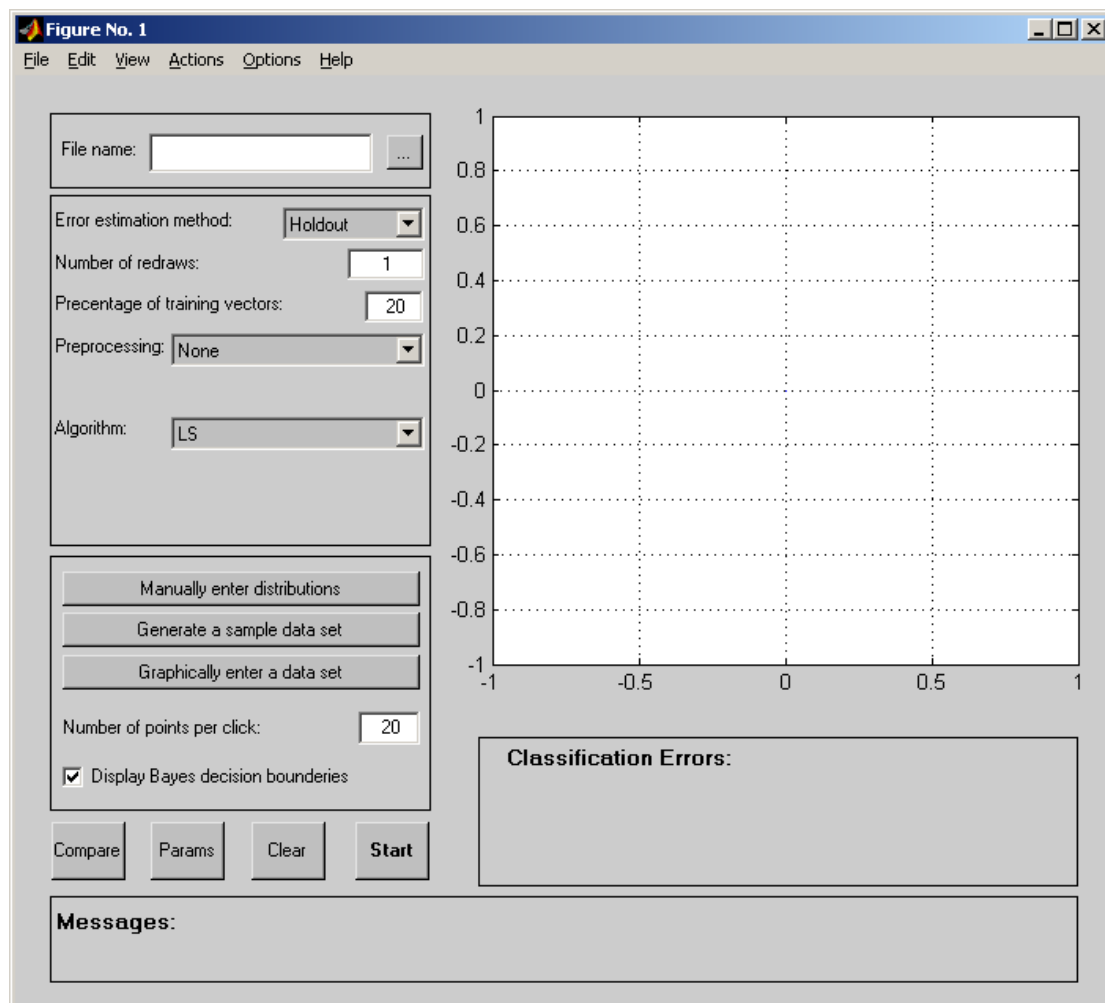 Figure No. 1
File Edit View Actions Options Help
File name:
...
Error estimation method: Holdout
Number of redraws: 1
Precentage of training vectors: 20
Preprocessing: None
Algorithm: LS
Manually enter distributions
Generate a sample data set
Graphically enter a data set
Number of points per click: 20
Display Bayes decision bounderies
Compare Params Clear Start
1
0.8
0.6
0.4
0.2
0
-0.2
-0.4
-0.6
-0.8
-1
-1 -0.5 0 0.5 1
Classification Errors:
Messages: